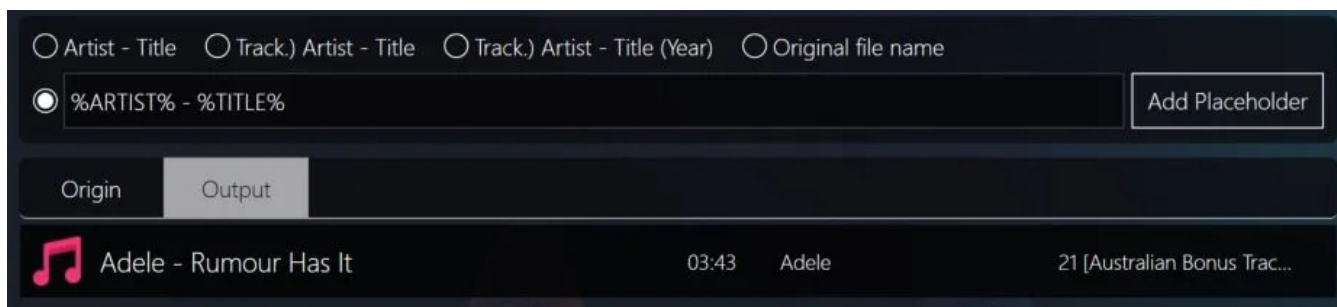 Artist - Title Track.) Artist - Title Track.) Artist - Title (Year) Original file name
%ARTIST% - %TITLE% Add Placeholder
Origin Output
Adele - Rumour Has It 03:43 Adele 21 [Australian Bonus Trac...